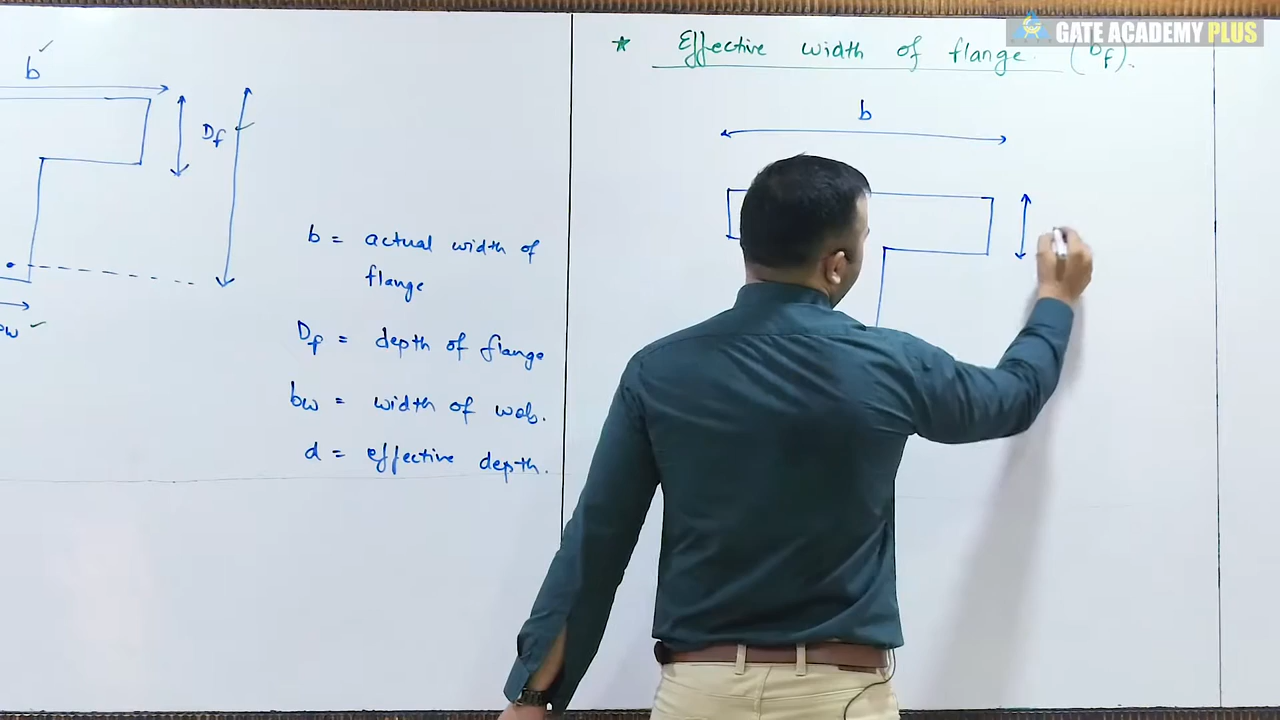 GATE ACADEMY PLUS
* Effective width of flange. (bf).
b
Df
bw
b = actual width of
flange
Df = depth of flange
bw = width of web.
d = effective depth.
b